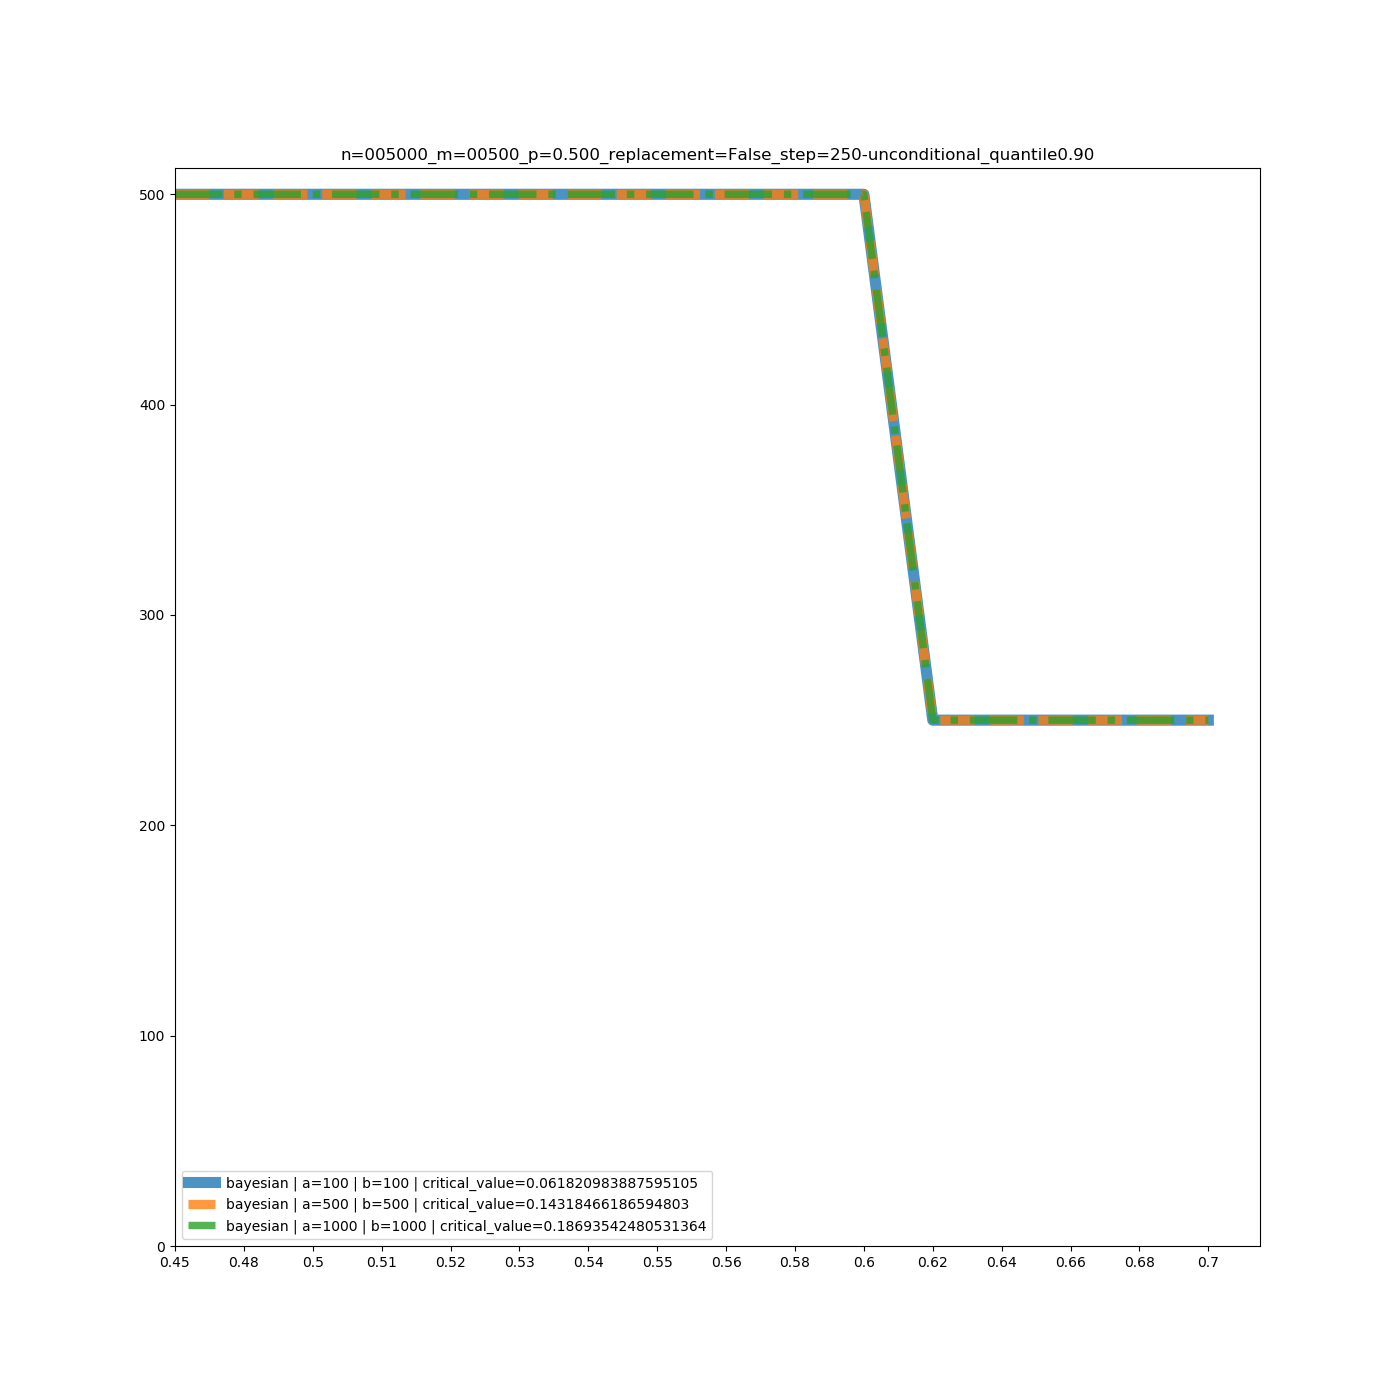 n=005000_m=00500_p=0.500_replacement=False_step=250-unconditional_quantile0.90
500
400
300
200
100
0
bayesian | a=100 | b=100 | critical_value=0.061820983887595105
bayesian | a=500 | b=500 | critical_value=0.14318466186594803
bayesian | a=1000 | b=1000 | critical_value=0.18693542480531364
0.45 0.48 0.5 0.51 0.52 0.53 0.54 0.55 0.56 0.58 0.6 0.62 0.64 0.66 0.68 0.7